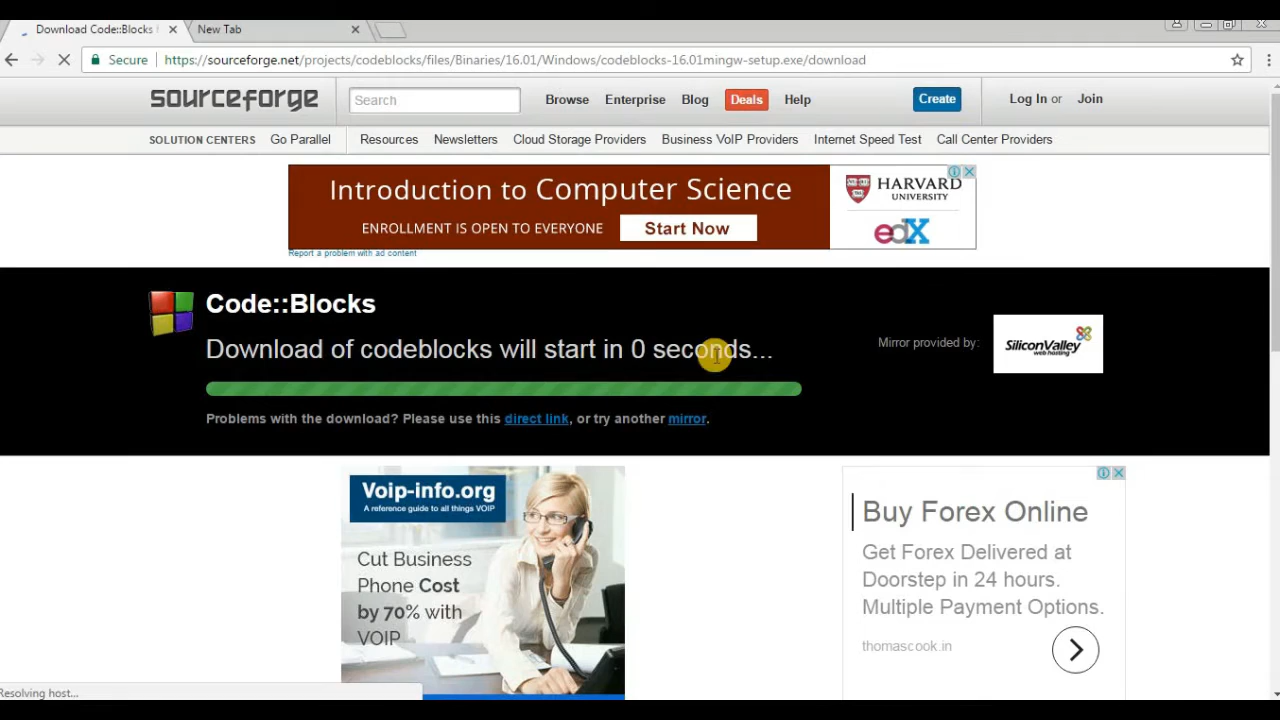 Download Code::Blocks
New Tab
Secure
https://sourceforge.net/projects/codeblocks/files/Binaries/16.01/Windows/codeblocks-16.01mingw-setup.exe/download
sourceforge
Search
Browse
Enterprise
Blog
Deals
Help
Create
Log In or Join
SOLUTION CENTERS
Go Parallel
Resources
Newsletters
Cloud Storage Providers
Business VoIP Providers
Internet Speed Test
Call Center Providers
Introduction to Computer Science
ENROLLMENT IS OPEN TO EVERYONE
Start Now
HARVARD
UNIVERSITY
edX
Report a problem with ad content
Code::Blocks
Download of codeblocks will start in 0 seconds...
Mirror provided by:
SiliconValley
web hosting
Problems with the download? Please use this direct link, or try another mirror.
Voip-info.org
A reference guide to all things VOIP
Cut Business
Phone Cost
by 70% with
VOIP
Buy Forex Online
Get Forex Delivered at
Doorstep in 24 hours.
Multiple Payment Options.
thomascook.in
Resolving host...